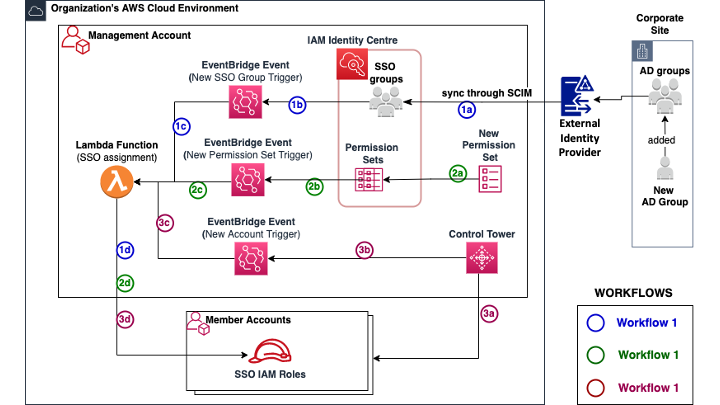 Organization's AWS Cloud Environment
Management Account
IAM Identity Centre
Corporate
Site
EventBridge Event
(New SSO Group Trigger)
SSO
groups
AD groups
sync through SCIM
1b
1a
1c
External
Identity
Provider
added
Lambda Function
(SSO assignment)
EventBridge Event
(New Permission Set Trigger)
Permission
Sets
New
Permission
Set
2c
2b
2a
New
AD Group
3c
EventBridge Event
(New Account Trigger)
Control Tower
1d
3b
2d
3d
3a
Member Accounts
SSO IAM Roles
WORKFLOWS
Workflow 1
Workflow 1
Workflow 1